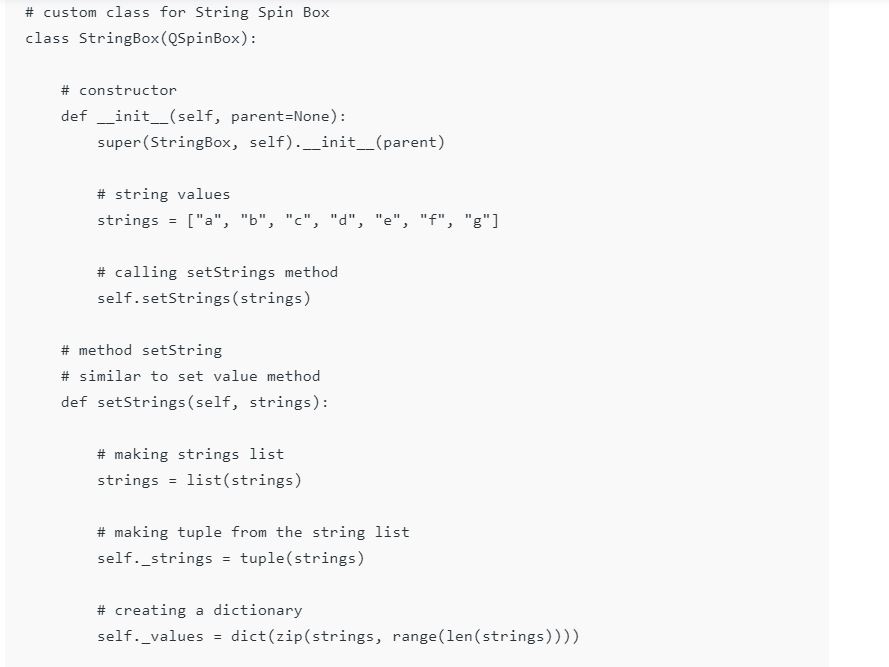 # custom class for String Spin Box
class StringBox(QSpinBox):
# constructor
def __init__(self, parent=None):
super(StringBox, self).__init__(parent)
# string values
strings = ["a", "b", "c", "d", "e", "f", "g"]
# calling setStrings method
self.setStrings(strings)
# method setString
# similar to set value method
def setStrings(self, strings):
# making strings list
strings = list(strings)
# making tuple from the string list
self._strings = tuple(strings)
# creating a dictionary
self._values = dict(zip(strings, range(len(strings))))